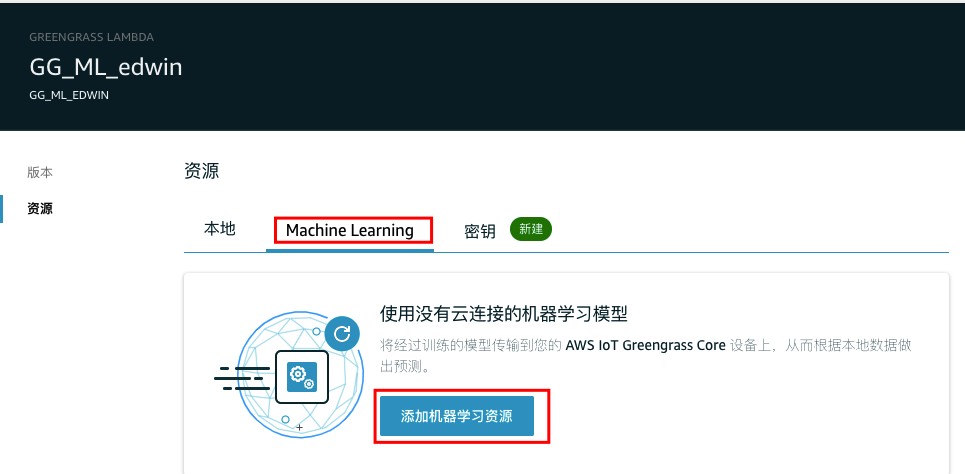 GREENGRASS LAMBDA
GG_ML_edwin
GG_ML_EDWIN
版本
资源
资源
本地
Machine Learning
密钥
新建
使用没有云连接的机器学习模型
将经过训练的模型传输到您的 AWS IoT Greengrass Core 设备上，从而根据本地数据做
出预测。
添加机器学习资源